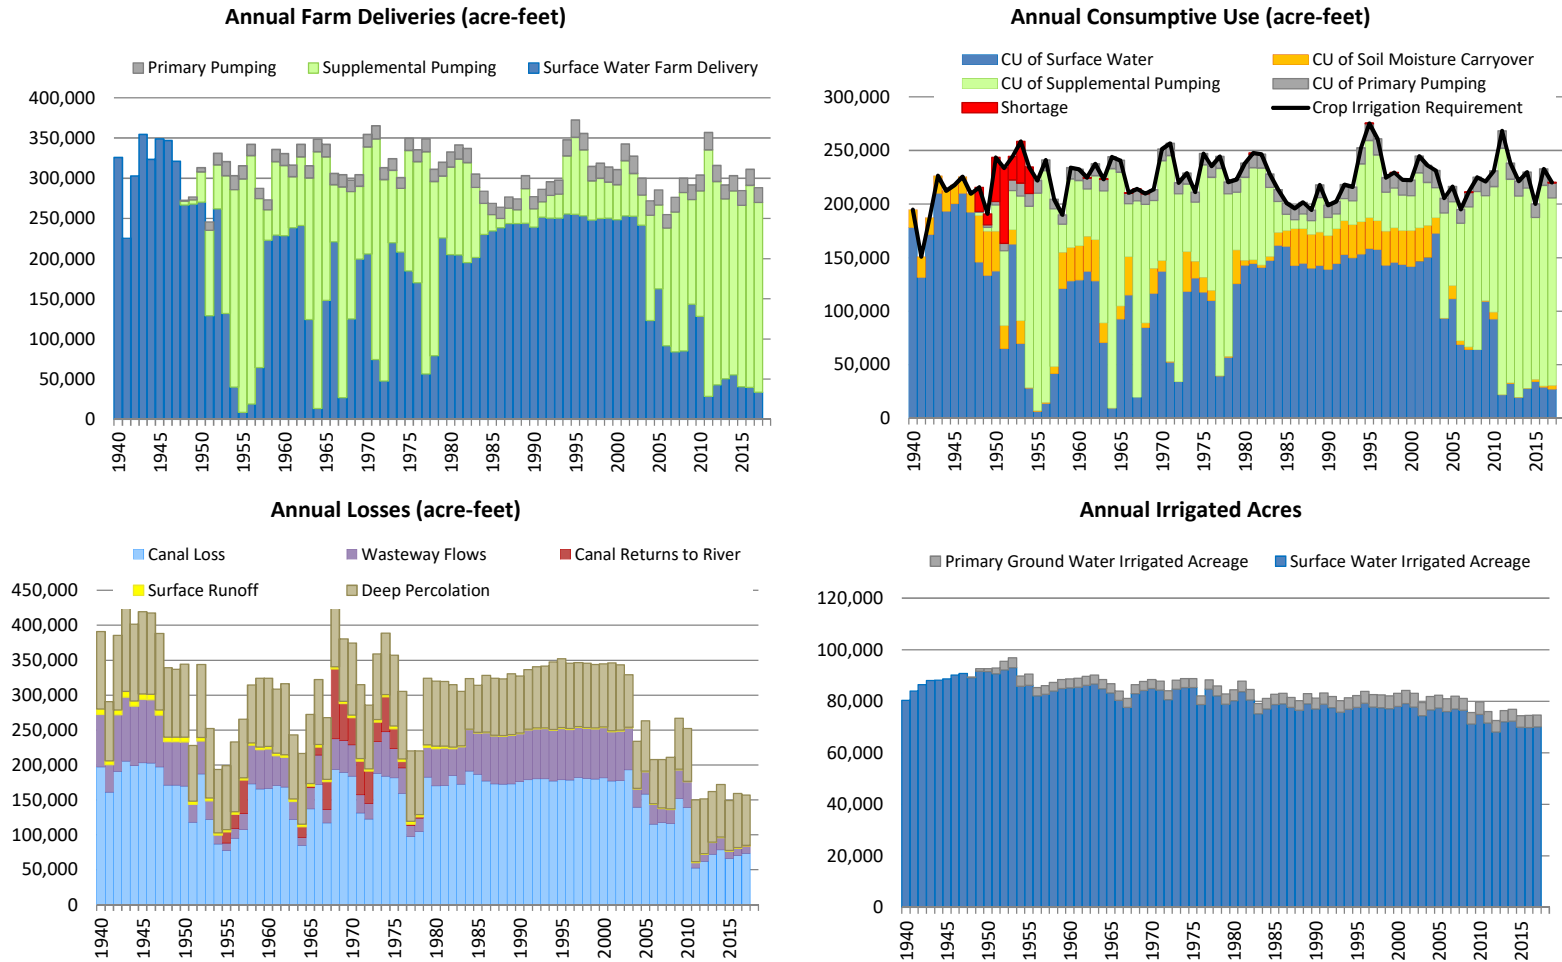 Annual Farm Deliveries (acre-feet)
Primary Pumping Supplemental Pumping Surface Water Farm Delivery
400,000
350,000
300,000
250,000
200,000
150,000
100,000
50,000
0
1940 1945 1950 1955 1960 1965 1970 1975 1980 1985 1990 1995 2000 2005 2010 2015
Annual Consumptive Use (acre-feet)
CU of Surface Water CU of Soil Moisture Carryover
CU of Supplemental Pumping CU of Primary Pumping
Shortage Crop Irrigation Requirement
300,000
250,000
200,000
150,000
100,000
50,000
0
1940 1945 1950 1955 1960 1965 1970 1975 1980 1985 1990 1995 2000 2005 2010 2015
Annual Losses (acre-feet)
Canal Loss Wasteway Flows Canal Returns to River
Surface Runoff Deep Percolation
450,000
400,000
350,000
300,000
250,000
200,000
150,000
100,000
50,000
0
1940 1945 1950 1955 1960 1965 1970 1975 1980 1985 1990 1995 2000 2005 2010 2015
Annual Irrigated Acres
Primary Ground Water Irrigated Acreage Surface Water Irrigated Acreage
120,000
100,000
80,000
60,000
40,000
20,000
0
1940 1945 1950 1955 1960 1965 1970 1975 1980 1985 1990 1995 2000 2005 2010 2015